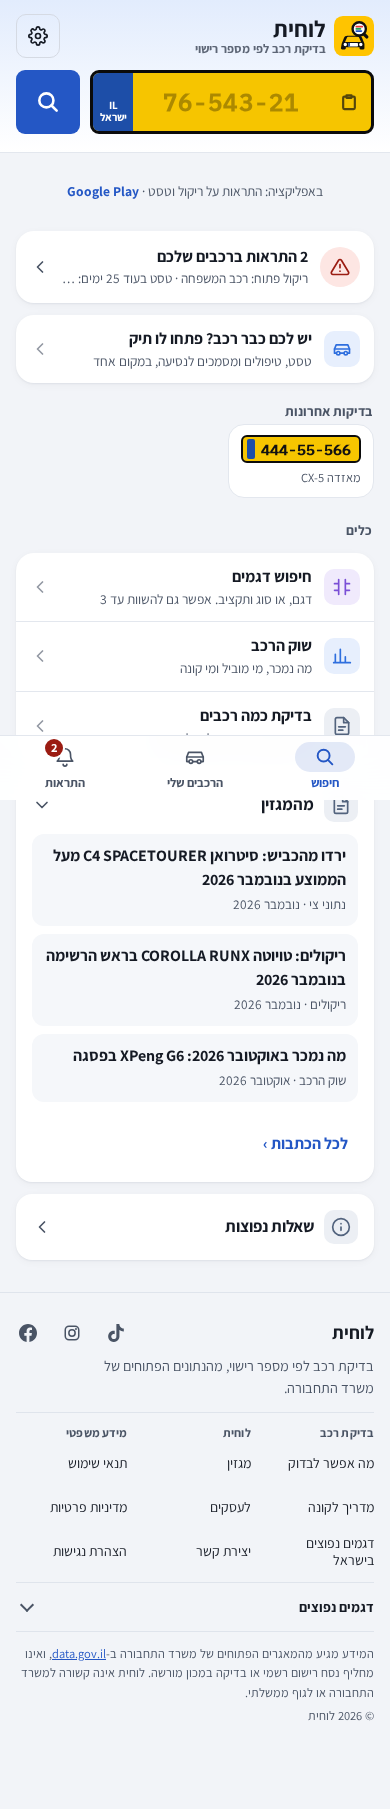 לוחית
בדיקת רכב לפי מספר רישוי
IL
ישראל
76-543-21
באפליקציה: התראות על ריקול וטסט · Google Play
2 התראות ברכבים שלכם
ריקול פתוח: רכב המשפחה · טסט בעוד 25 ימים: ...
יש לכם כבר רכב? פתחו לו תיק
טסט, טיפולים ומסמכים לנסיעה, במקום אחד
בדיקות אחרונות
444-55-566
מאזדה CX-5
כלים
חיפוש דגמים
דגם, או סוג ותקציב. אפשר גם להשוות עד 3
שוק הרכב
מה נמכר, מי מוביל ומי קונה
בדיקת כמה רכבים
חיפוש
הרכבים שלי
התראות
2
מהמגזין
ירדו מהכביש: סיטרואן C4 SPACETOURER מעל
הממוצע בנובמבר 2026
נתוני צי · נובמבר 2026
ריקולים: טויוטה COROLLA RUNX בראש הרשימה
בנובמבר 2026
ריקולים · נובמבר 2026
מה נמכר באוקטובר 2026: XPeng G6 בפסגה
שוק הרכב · אוקטובר 2026
לכל הכתבות ›
שאלות נפוצות
לוחית
בדיקת רכב לפי מספר רישוי, מהנתונים הפתוחים של
משרד התחבורה.
בדיקת רכב
מה אפשר לבדוק
מדריך לקונה
דגמים נפוצים
בישראל
לוחית
מגזין
לעסקים
יצירת קשר
מידע משפטי
תנאי שימוש
מדיניות פרטיות
הצהרת נגישות
דגמים נפוצים
המידע מגיע מהמאגרים הפתוחים של משרד התחבורה ב-data.gov.il, ואינו
מחליף נסח רישום רשמי או בדיקה במכון מורשה. לוחית אינה קשורה למשרד
התחבורה או לגוף ממשלתי.
© 2026 לוחית